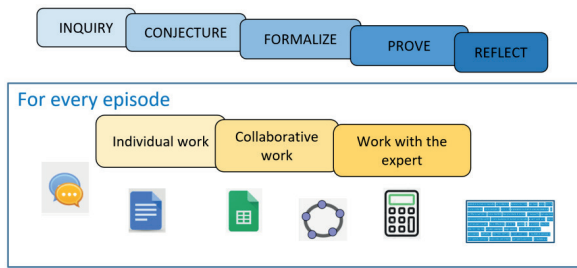 INQUIRY
CONJECTURE
FORMALIZE
PROVE
REFLECT
For every episode
Individual work
Collaborative
work
Work with the
expert